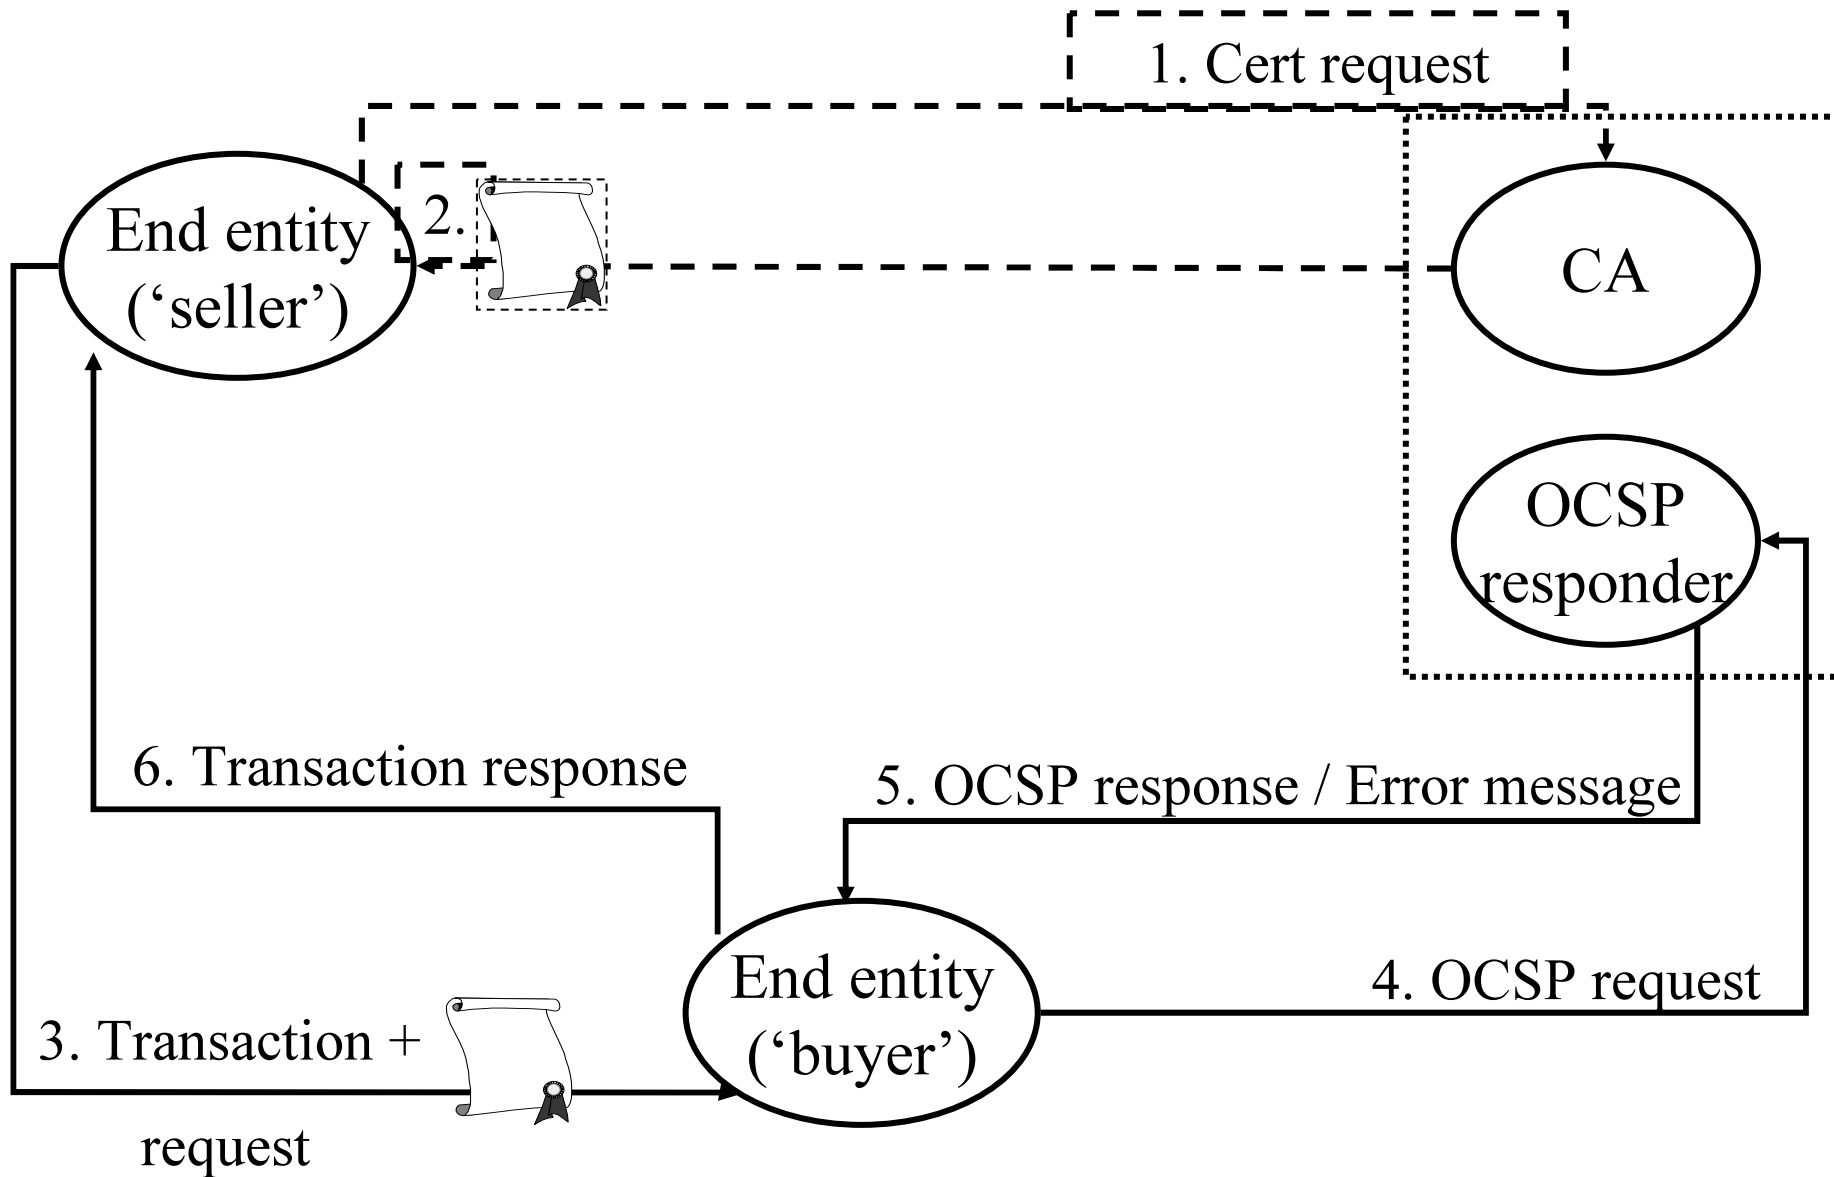 1. Cert request
2.
End entity
(‘seller’)
CA
OCSP
responder
6. Transaction response
5. OCSP response / Error message
End entity
(‘buyer’)
4. OCSP request
3. Transaction +
request